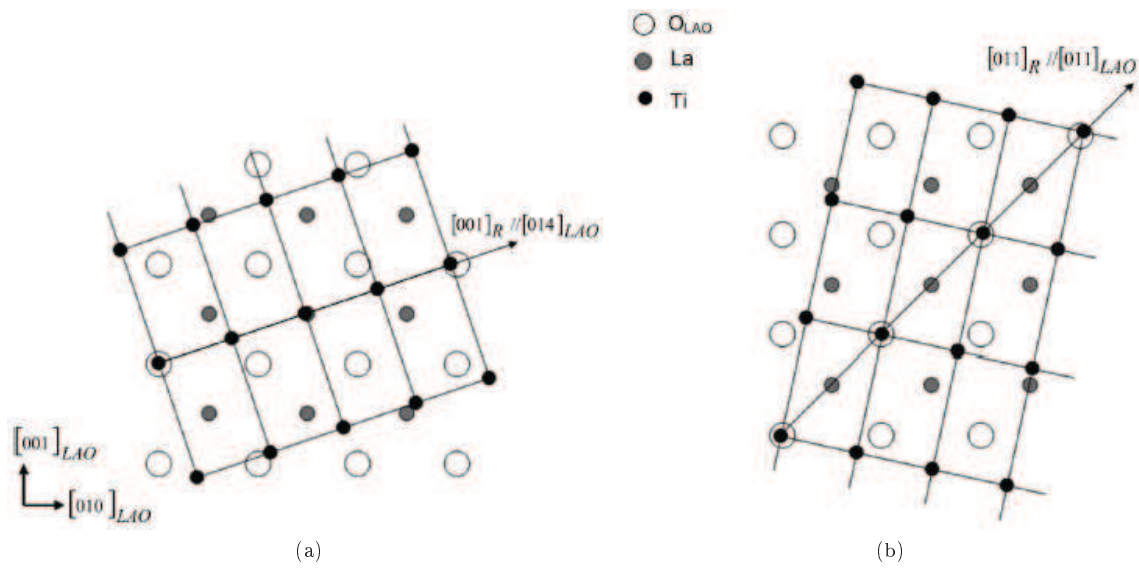 O_LAO
La
Ti
[001]_R //[014]_LAO
[001]_LAO
[010]_LAO
(a)
[011]_R //[011]_LAO
(b)